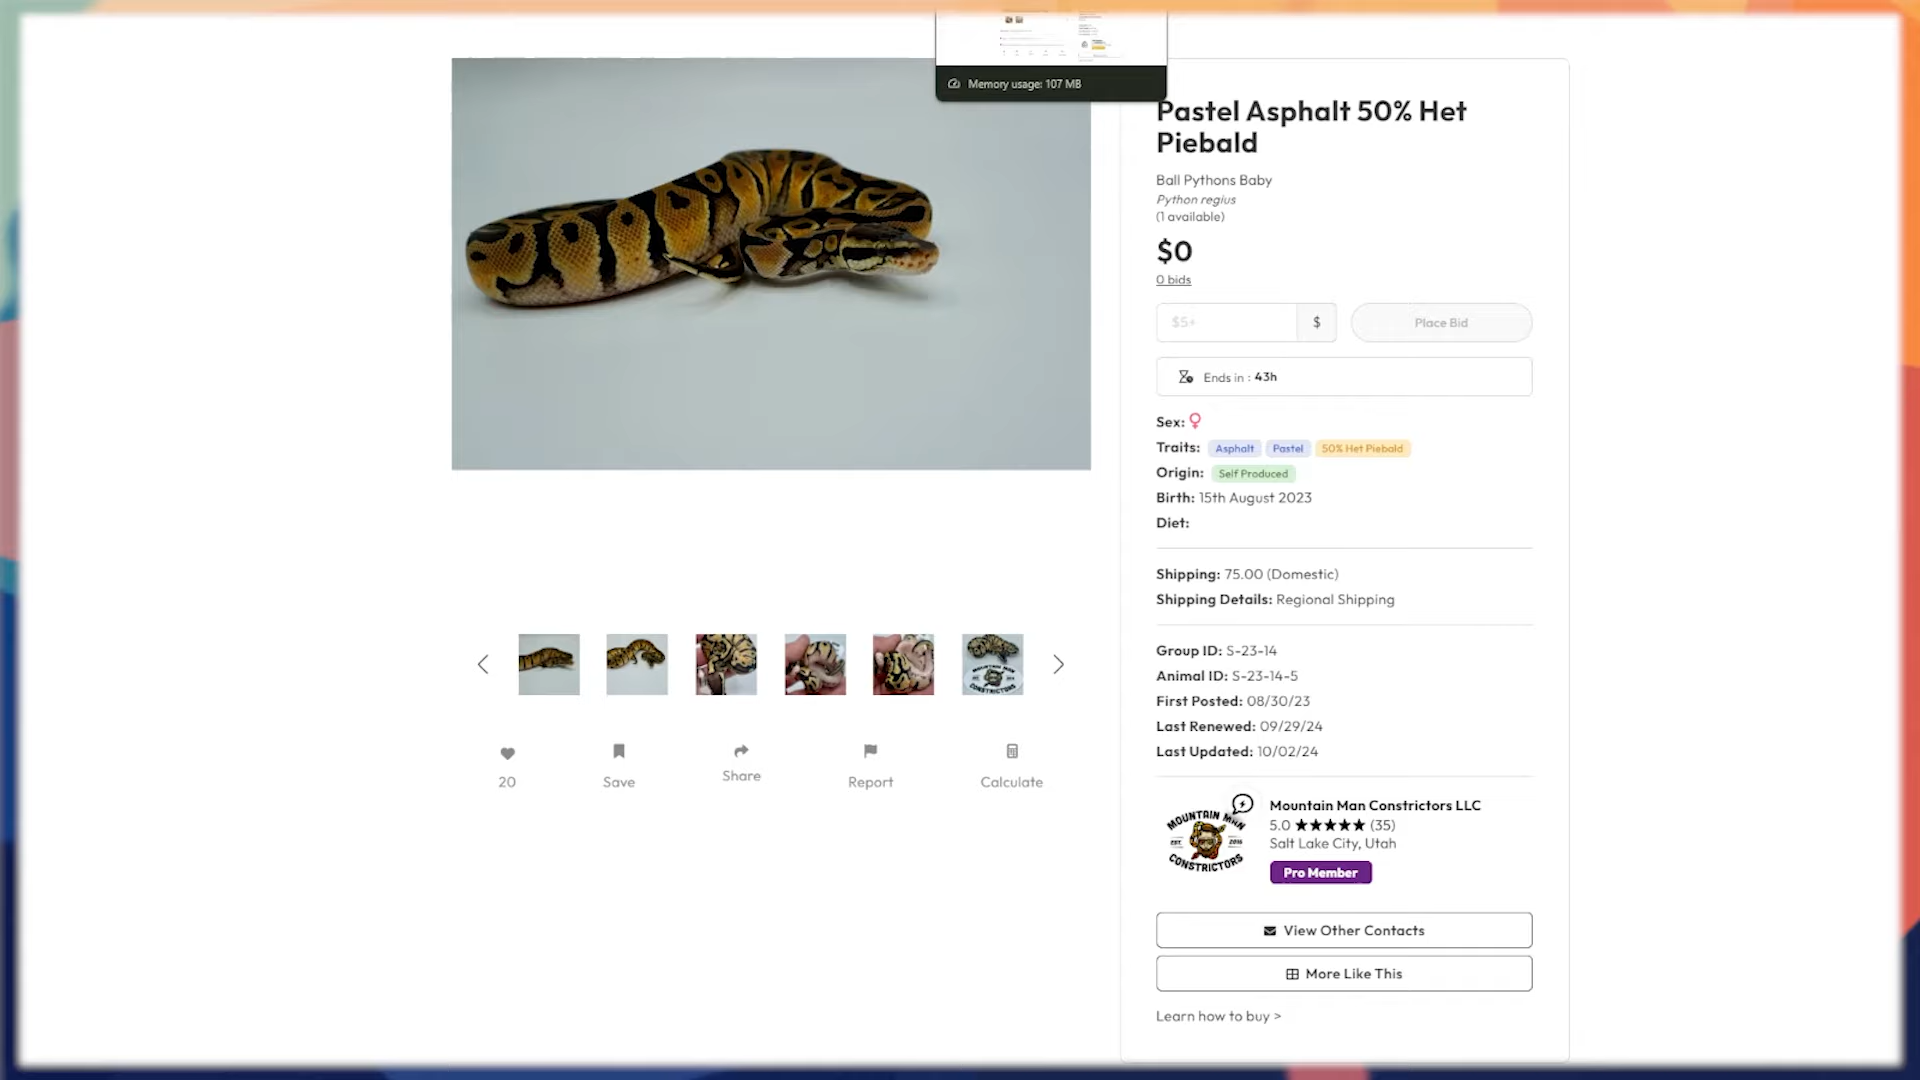 Memory usage: 107 MB
Pastel Asphalt 50% Het
Piebald
Ball Pythons Baby
Python regius
(1 available)
$0
0 bids
$5+
$
Place Bid
Ends in : 43h
Sex:
Traits: Asphalt Pastel 50% Het Piebald
Origin: Self Produced
Birth: 15th August 2023
Diet:
Shipping: 75.00 (Domestic)
Shipping Details: Regional Shipping
Group ID: S-23-14
Animal ID: S-23-14-5
First Posted: 08/30/23
Last Renewed: 09/29/24
Last Updated: 10/02/24
MOUNTAIN MAN
CONSTRICTORS
20
Save
Share
Report
Calculate
MOUNTAIN MAN
EST. 2016
CONSTRICTORS
Mountain Man Constrictors LLC
5.0 ★★★★★ (35)
Salt Lake City, Utah
Pro Member
View Other Contacts
More Like This
Learn how to buy >